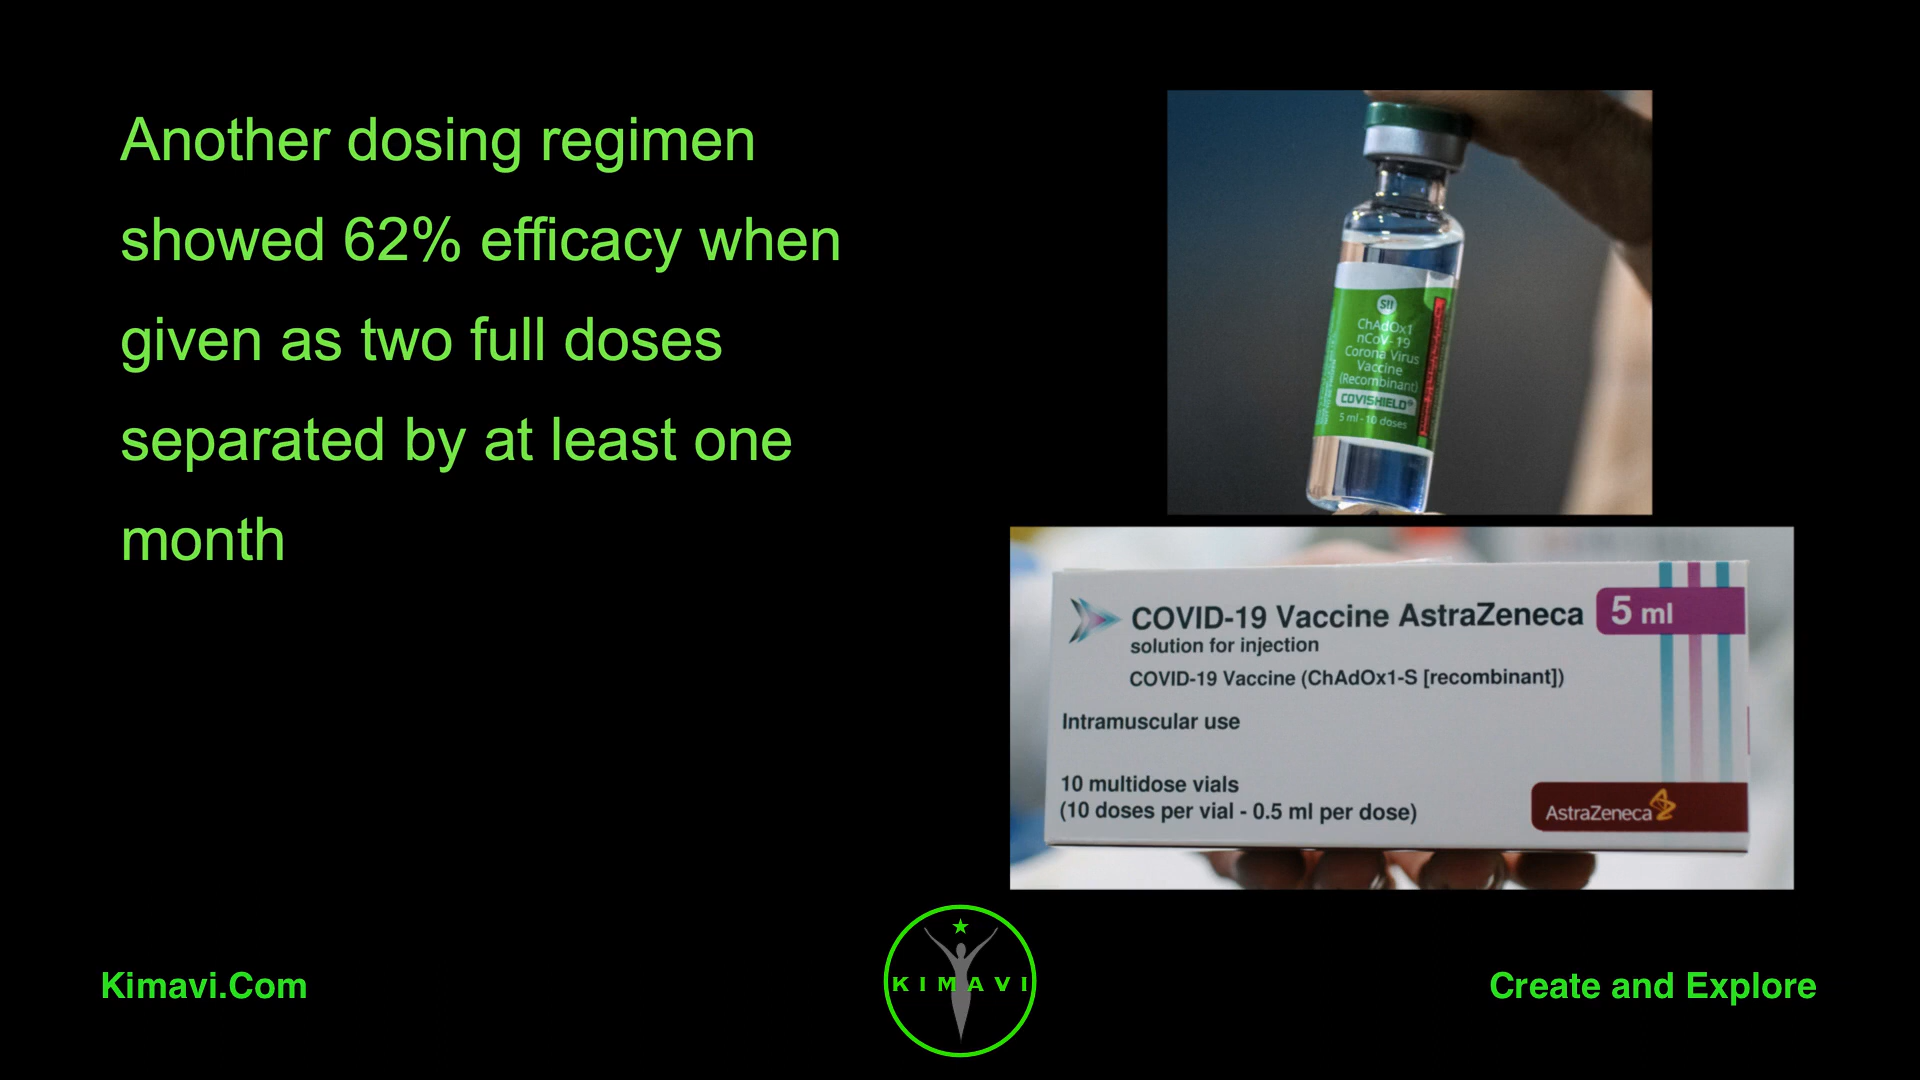 Another dosing regimen
showed 62% efficacy when
given as two full doses
separated by at least one
month
SII
ChAdOx1
nCoV-19
Corona Virus
Vaccine
(Recombinant)
COVISHIELD
5 ml - 10 doses
COVID-19 Vaccine AstraZeneca
5 ml
solution for injection
COVID-19 Vaccine (ChAdOx1-S [recombinant])
Intramuscular use
10 multidose vials
(10 doses per vial - 0.5 ml per dose)
AstraZeneca
Kimavi.Com
KIMAVI
Create and Explore